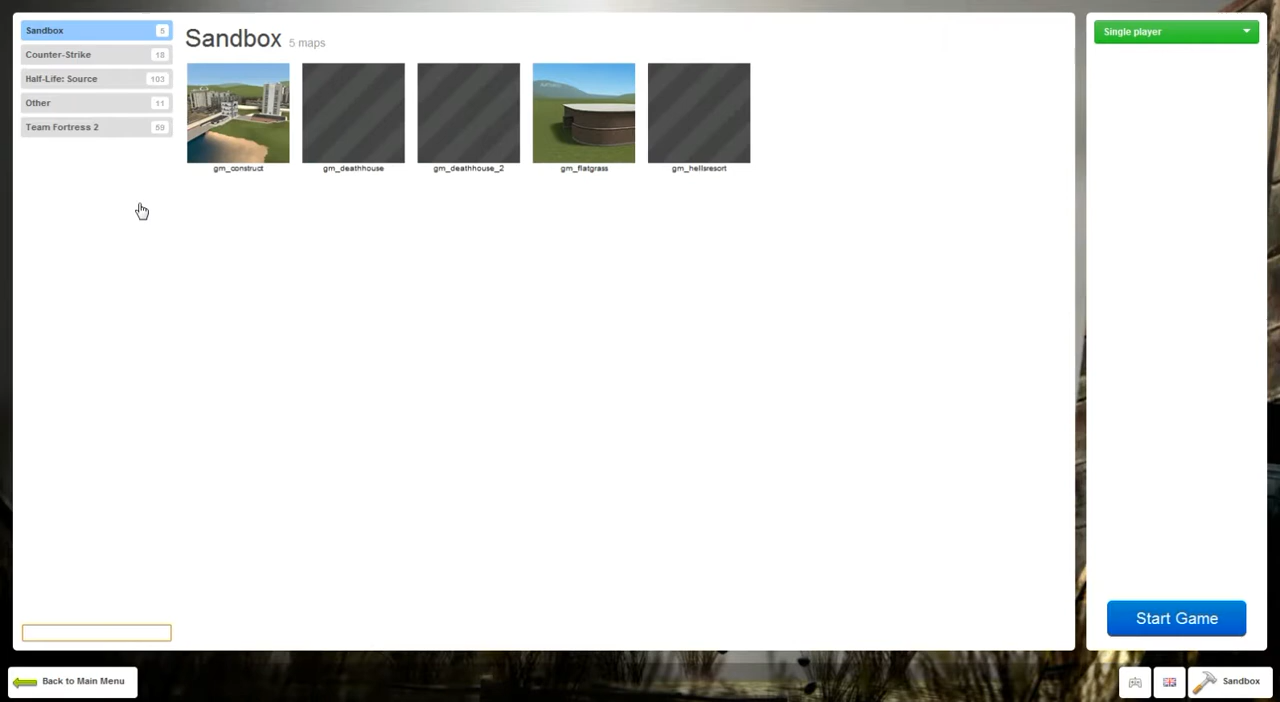 Sandbox 5
Counter-Strike 18
Half-Life: Source 103
Other 11
Team Fortress 2 59
Sandbox 5 maps
gm_construct
gm_deathhouse
gm_deathhouse_2
gm_flatgrass
gm_hellsresort
Single player
Start Game
Back to Main Menu
Sandbox